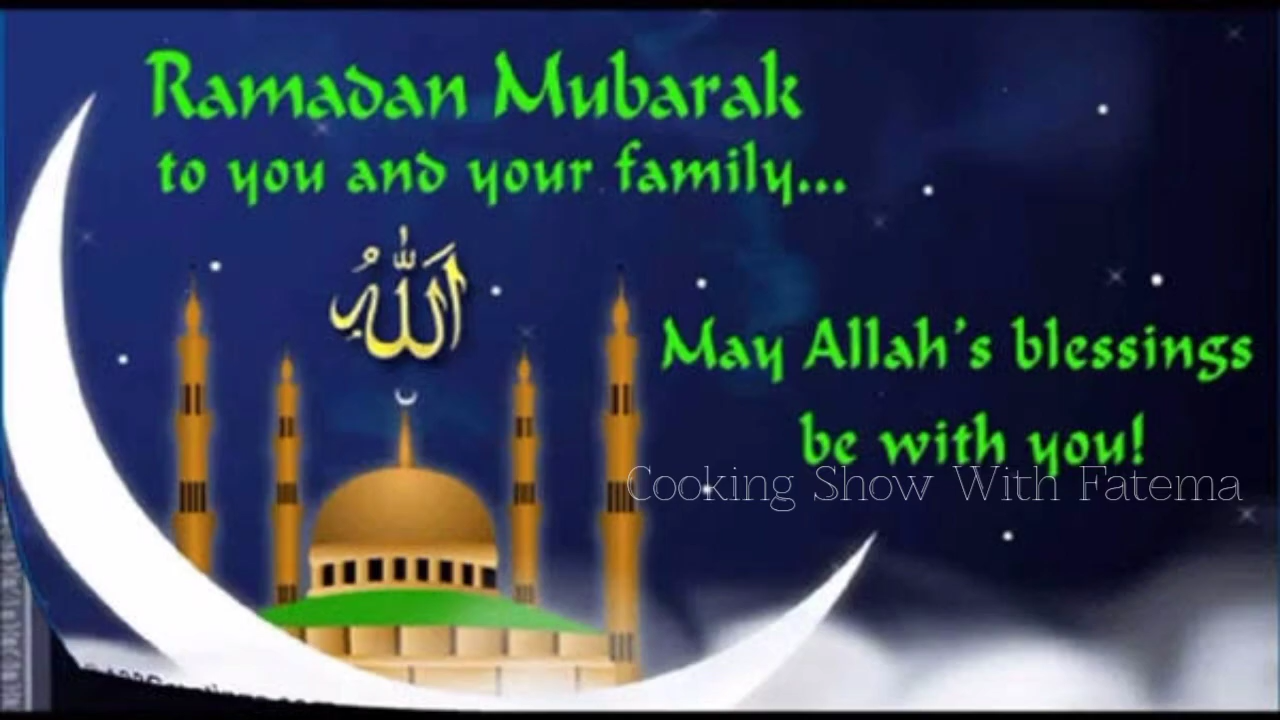 Ramadan Mubarak
to you and your family...
الله
May Allah's blessings
be with you!
Cooking Show With Fatema